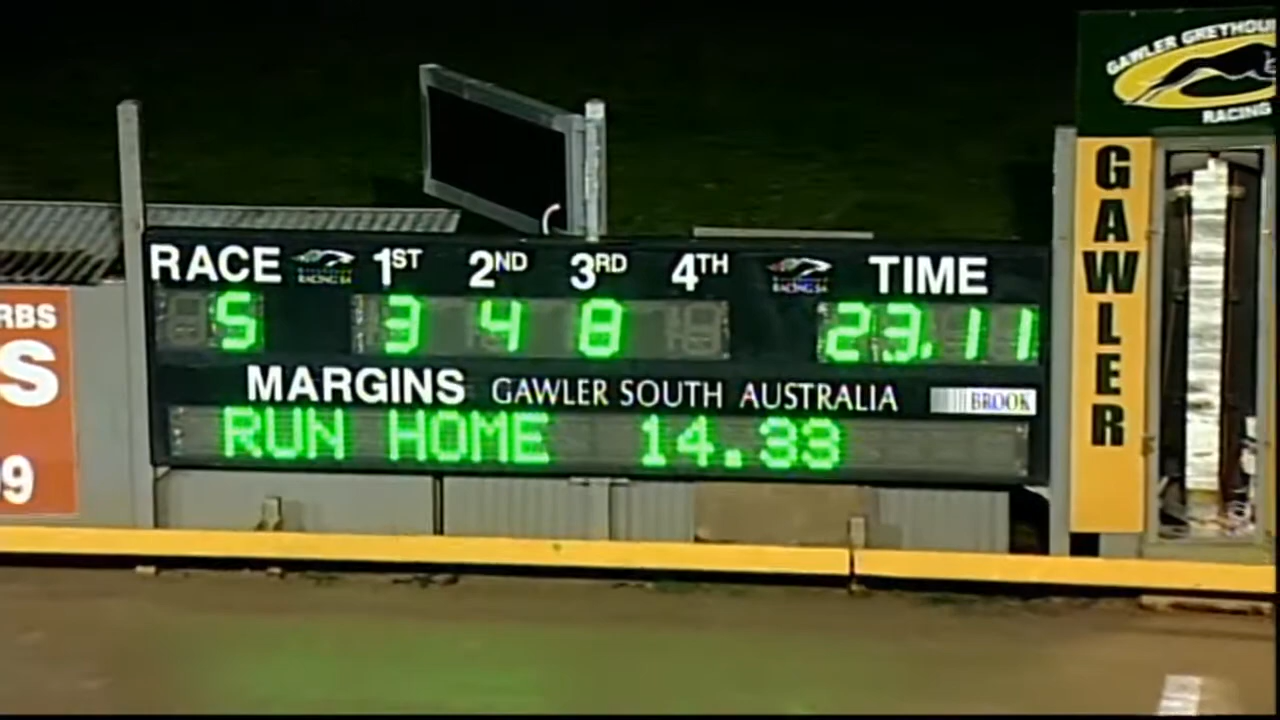 GAWLER GREYHOU
RACING
RACE 1ST 2ND 3RD 4TH TIME
5 3 4 8 23.11
MARGINS GAWLER SOUTH AUSTRALIA BROOK
RUN HOME 14.33
GAWLER
RBS
S
9